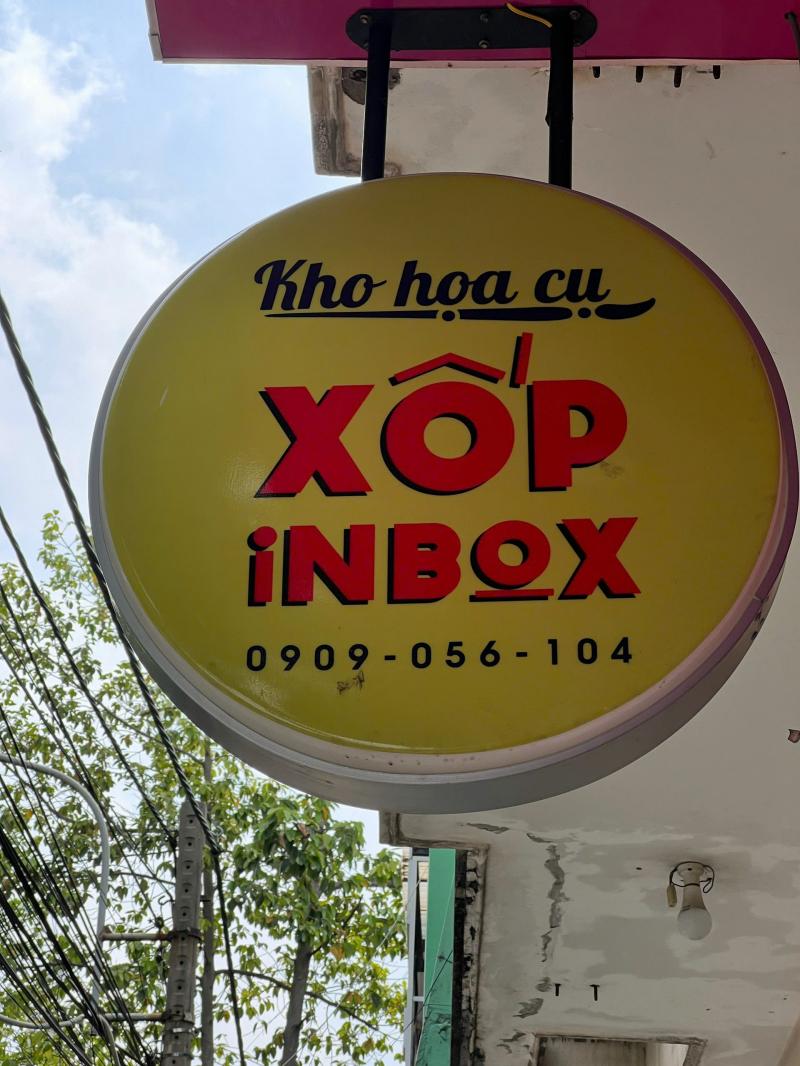 Kho họa cụ
XỐP
iNBOX
0909-056-104